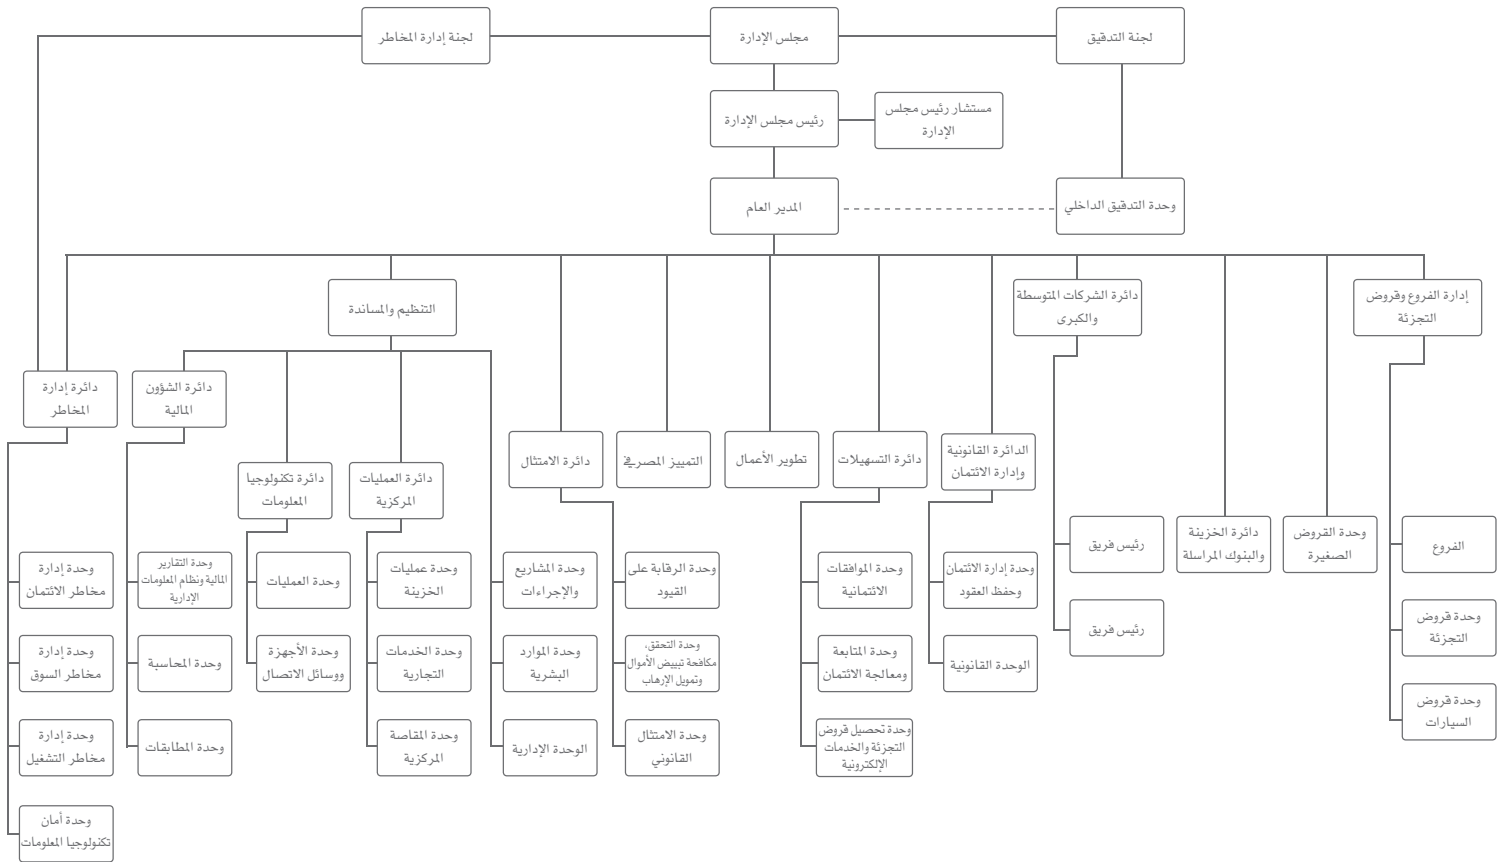 لجنة التدقيق
مجلس الإدارة
لجنة إدارة المخاطر
مستشار رئيس مجلس
الإدارة
رئيس مجلس الإدارة
وحدة التدقيق الداخلي
المدير العام
إدارة الفروع وقروض
التجزئة
دائرة الشركات المتوسطة
والكبرى
التنظيم والمساندة
دائرة الشؤون
المالية
دائرة إدارة
المخاطر
الدائرة القانونية
وإدارة الائتمان
دائرة التسهيلات
تطوير الأعمال
التمييز المصرفي
دائرة الامتثال
دائرة العمليات
المركزية
دائرة تكنولوجيا
المعلومات
الفروع
وحدة القروض
الصغيرة
دائرة الخزينة
والبنوك المراسلة
رئيس فريق
وحدة إدارة الائتمان
وحفظ العقود
وحدة الموافقات
الائتمانية
وحدة الرقابة على
القيود
وحدة المشاريع
والإجراءات
وحدة عمليات
الخزينة
وحدة العمليات
وحدة التقارير
المالية ونظام المعلومات
الإدارية
وحدة إدارة
مخاطر الائتمان
وحدة قروض
التجزئة
رئيس فريق
الوحدة القانونية
وحدة المتابعة
ومعالجة الائتمان
وحدة التحقق،
مكافحة تبييض الأموال
وتمويل الإرهاب
وحدة الموارد
البشرية
وحدة الخدمات
التجارية
وحدة الأجهزة
ووسائل الاتصال
وحدة المحاسبة
وحدة إدارة
مخاطر السوق
وحدة قروض
السيارات
وحدة تحصيل قروض
التجزئة والخدمات
الإلكترونية
وحدة الامتثال
القانوني
الوحدة الإدارية
وحدة المقاصة
المركزية
وحدة المطابقات
وحدة إدارة
مخاطر التشغيل
وحدة أمان
تكنولوجيا المعلومات